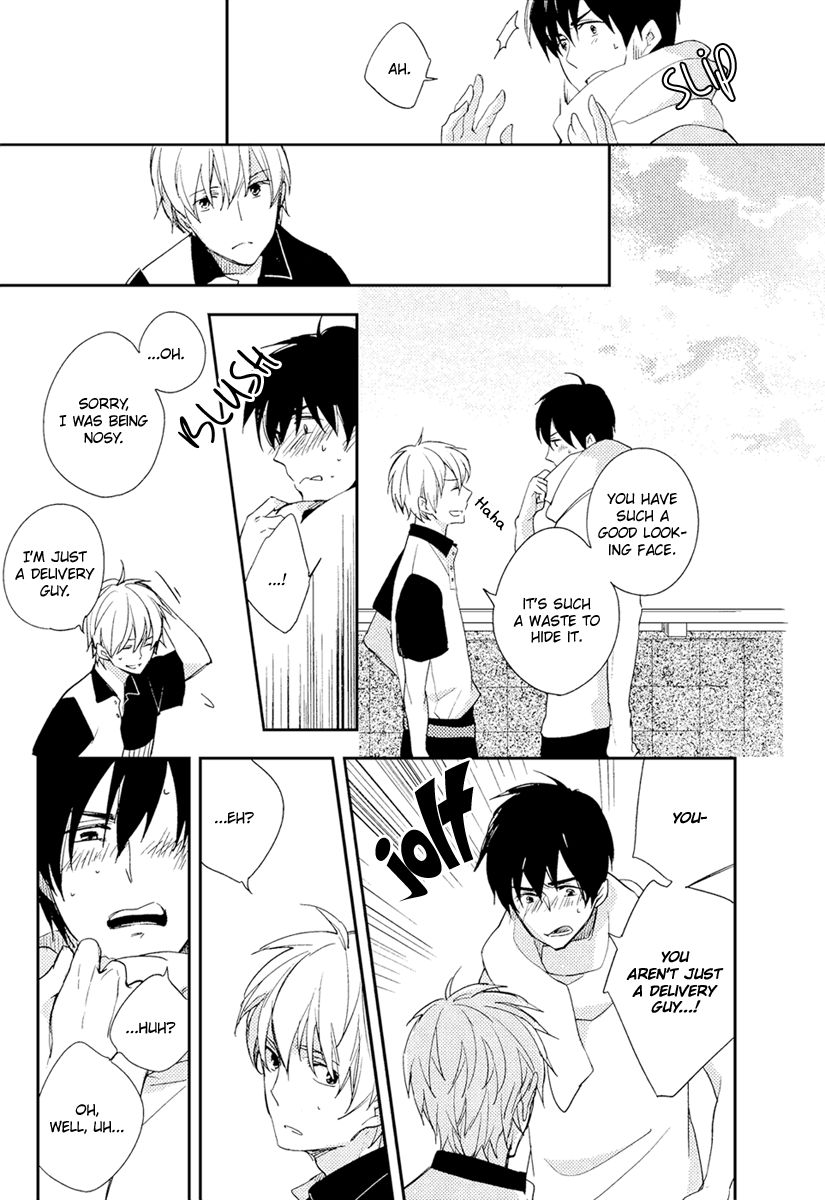 SLIP
AH.
YOU HAVE
SUCH A
GOOD LOOK-
ING FACE.
IT'S SUCH
A WASTE TO
HIDE IT.
Haha
BLUSH
...!
...OH.
SORRY,
I WAS BEING
NOSY.
I'M JUST
A DELIVERY
GUY.
YOU-
YOU
AREN'T JUST
A DELIVERY
GUY...!
jolt
...EH?
...HUH?
OH,
WELL, UH...